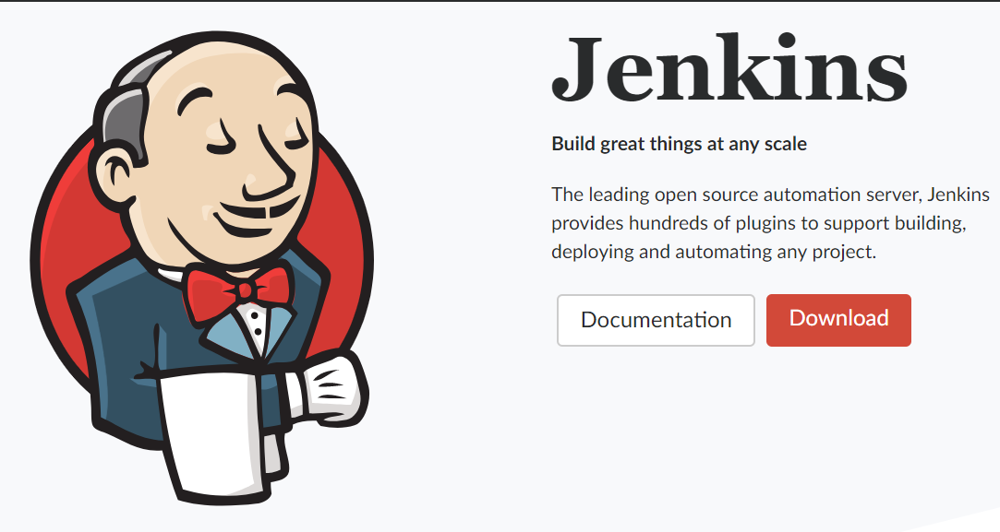 Jenkins
Build great things at any scale
The leading open source automation server, Jenkins
provides hundreds of plugins to support building,
deploying and automating any project.
Documentation
Download